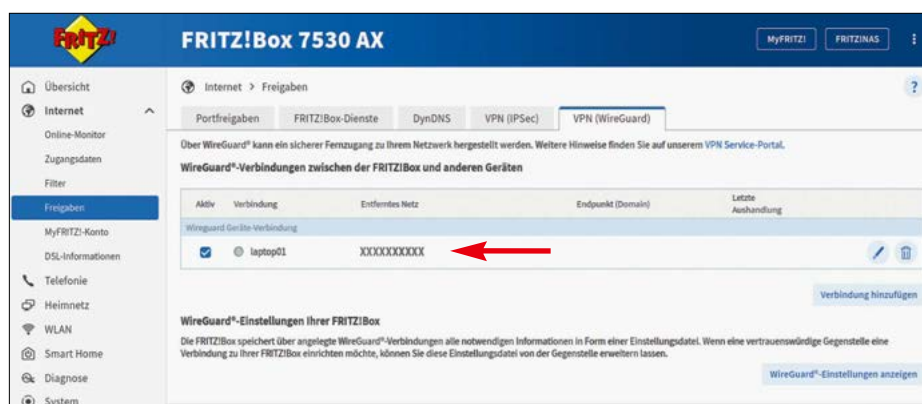 FRITZ!
FRITZ!Box 7530 AX
MyFRITZ!
FRITZ!NAS
Übersicht
Internet
Online-Monitor
Zugangsdaten
Filter
Freigaben
MyFRITZ!-Konto
DSL-Informationen
Telefonie
Heimnetz
WLAN
Smart Home
Diagnose
System
Internet > Freigaben
?
Portfreigaben FRITZ!Box-Dienste DynDNS VPN (IPSec) VPN (WireGuard)
Über WireGuard® kann ein sicherer Fernzugang zu Ihrem Netzwerk hergestellt werden. Weitere Hinweise finden Sie auf unserem VPN Service-Portal.
WireGuard®-Verbindungen zwischen der FRITZ!Box und anderen Geräten
Aktiv Verbindung Entferntes Netz Endpunkt (Domain) Letzte
Aushandlung
Wireguard Geräte-Verbindung
laptop01 XXXXXXXXXX
Verbindung hinzufügen
WireGuard®-Einstellungen Ihrer FRITZ!Box
Die FRITZ!Box speichert über angelegte WireGuard®-Verbindungen alle notwendigen Informationen in Form einer Einstellungsdatei. Wenn eine vertrauenswürdige Gegenstelle eine
Verbindung zu Ihrer FRITZ!Box einrichten möchte, können Sie diese Einstellungsdatei von der Gegenstelle erweitern lassen.
WireGuard®-Einstellungen anzeigen